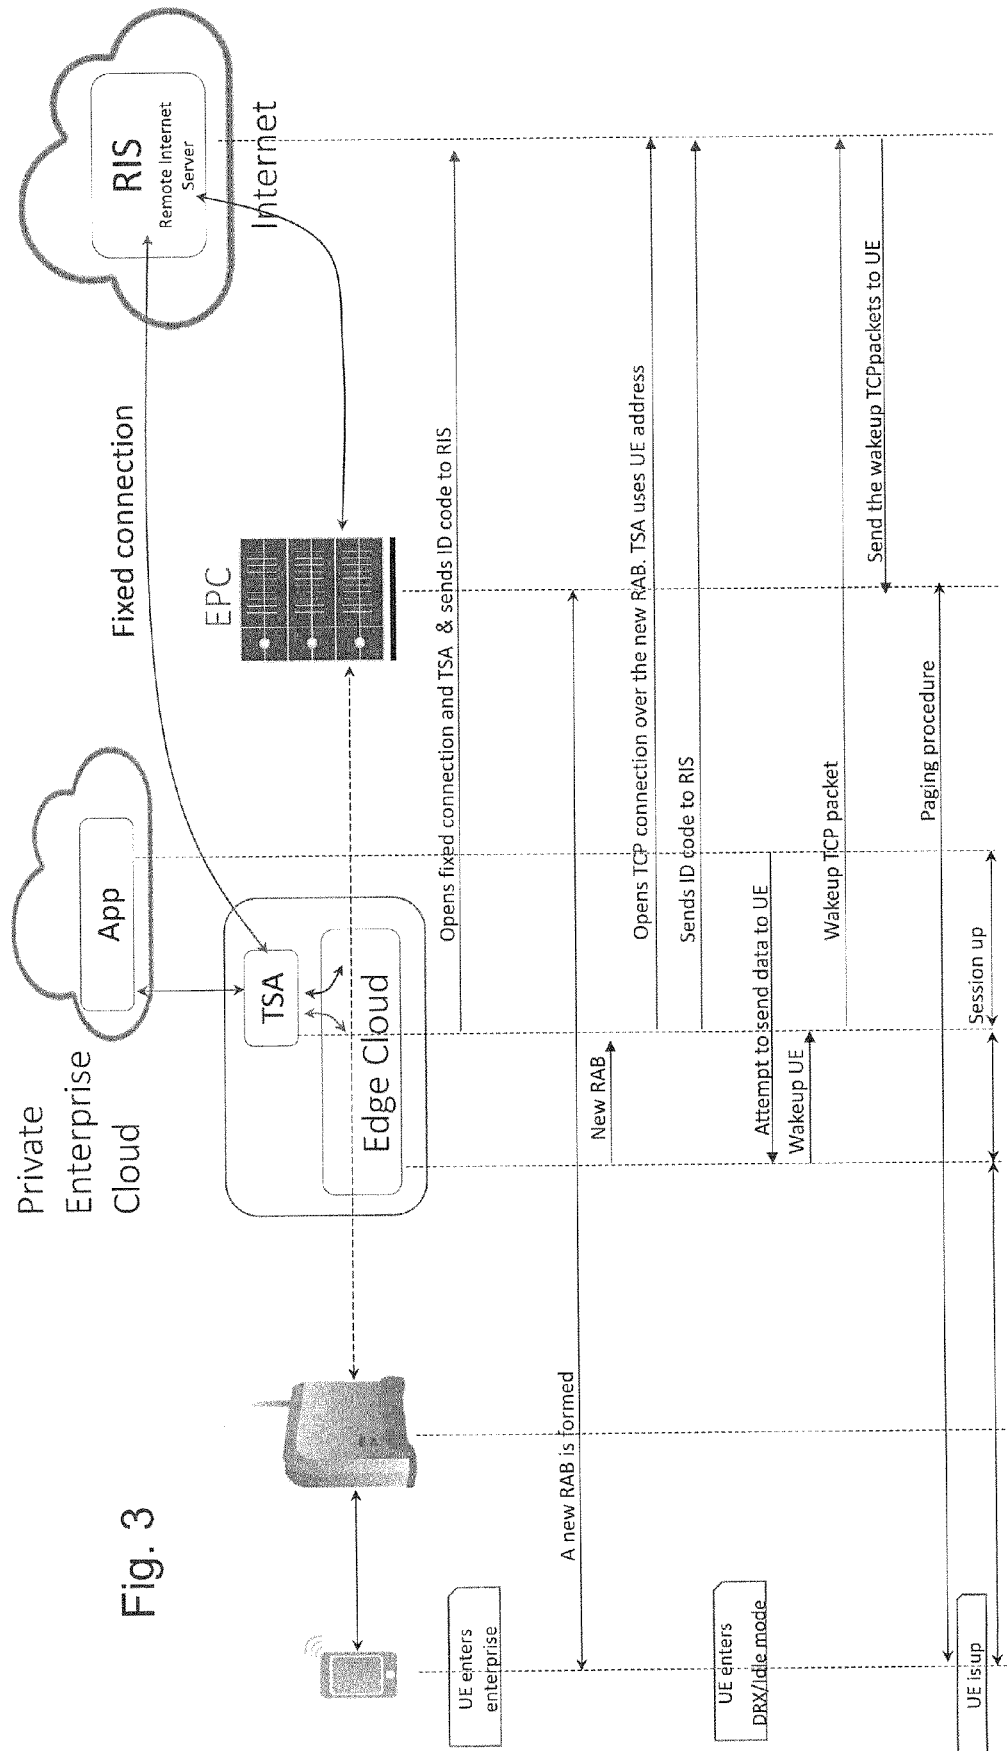 Fig. 3
Private
Enterprise
Cloud
App
Fixed connection
RIS
Remote Internet
Server
Internet
TSA
Edge Cloud
EPC
UE enters
enterprise
Opens fixed connection and TSA & sends ID code to RIS
A new RAB is formed
New RAB
Opens TCP connection over the new RAB. TSA uses UE address
Sends ID code to RIS
UE enters
DRX/Idle mode
Attempt to send data to UE
Wakeup UE
Wakeup TCP packet
Send the wakeup TCPpackets to UE
Paging procedure
UE is up
Session up